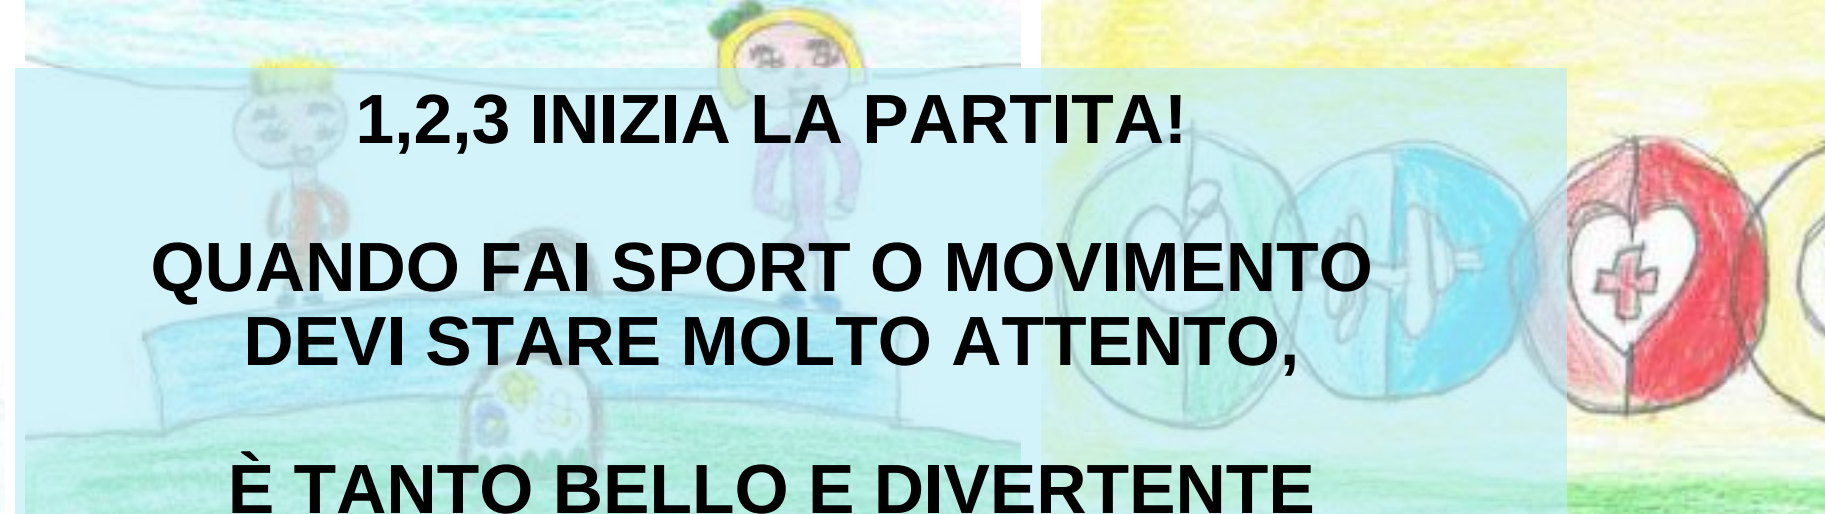 1,2,3 INIZIA LA PARTITA!
QUANDO FAI SPORT O MOVIMENTO
DEVI STARE MOLTO ATTENTO,
È TANTO BELLO E DIVERTENTE